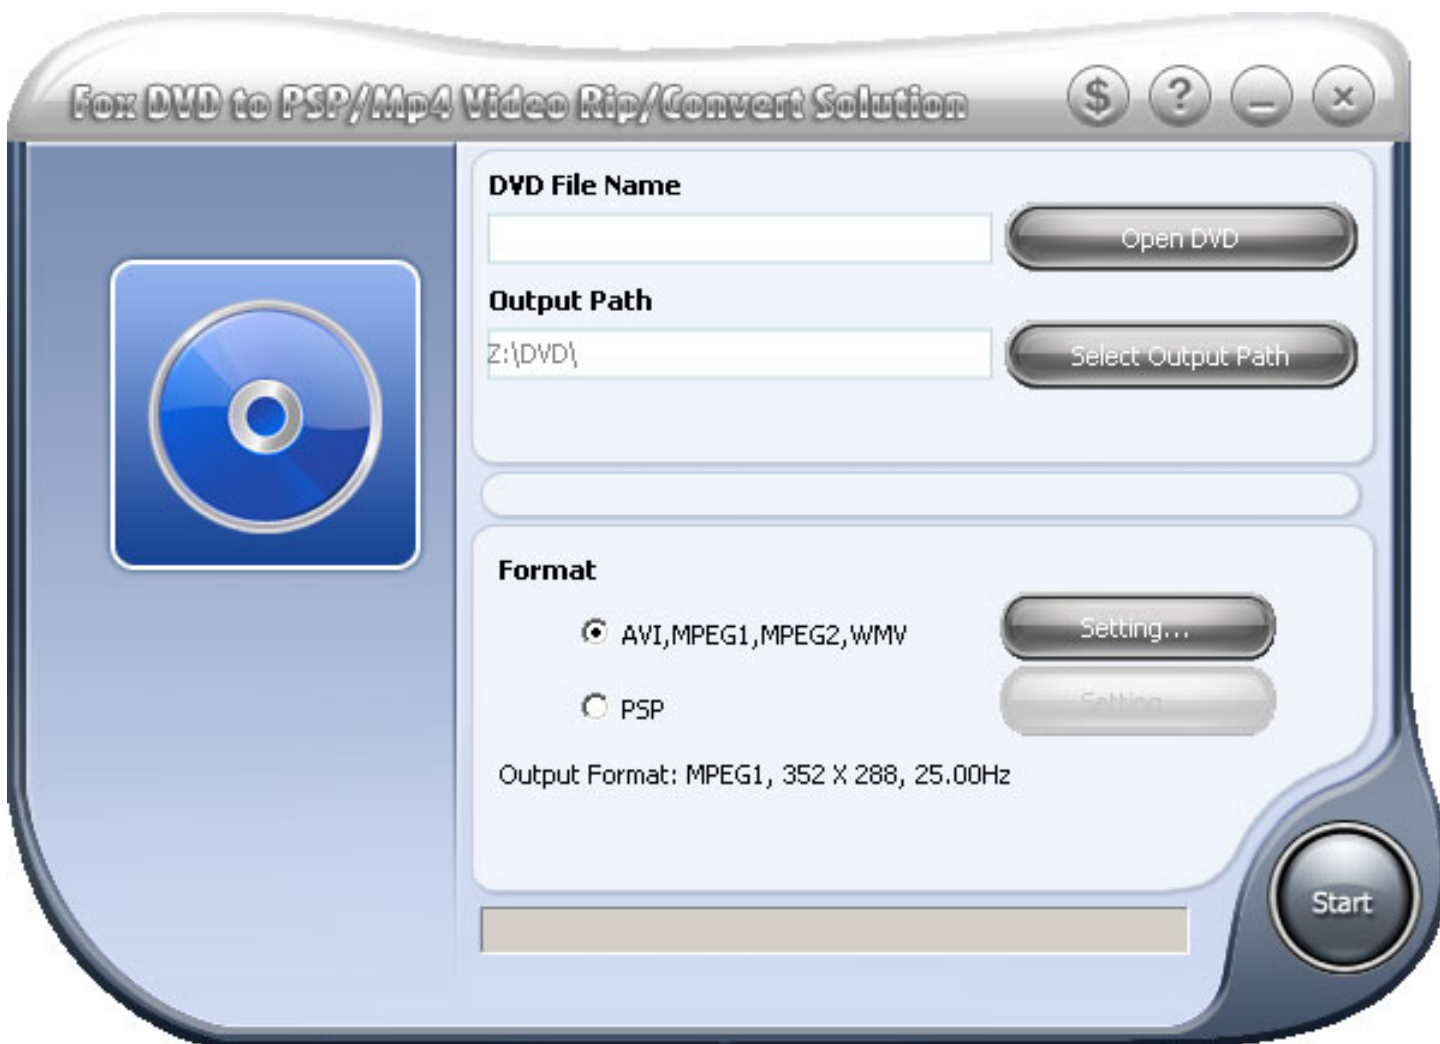 Fox DVD to PSP/Mp4 Video Rip/Convert Solution
$ ?
DVD File Name
Open DVD
Output Path
Z:\DVD\
Select Output Path
Format
AVI,MPEG1,MPEG2,WMV
Setting...
PSP
Setting...
Output Format: MPEG1, 352 X 288, 25.00Hz
Start